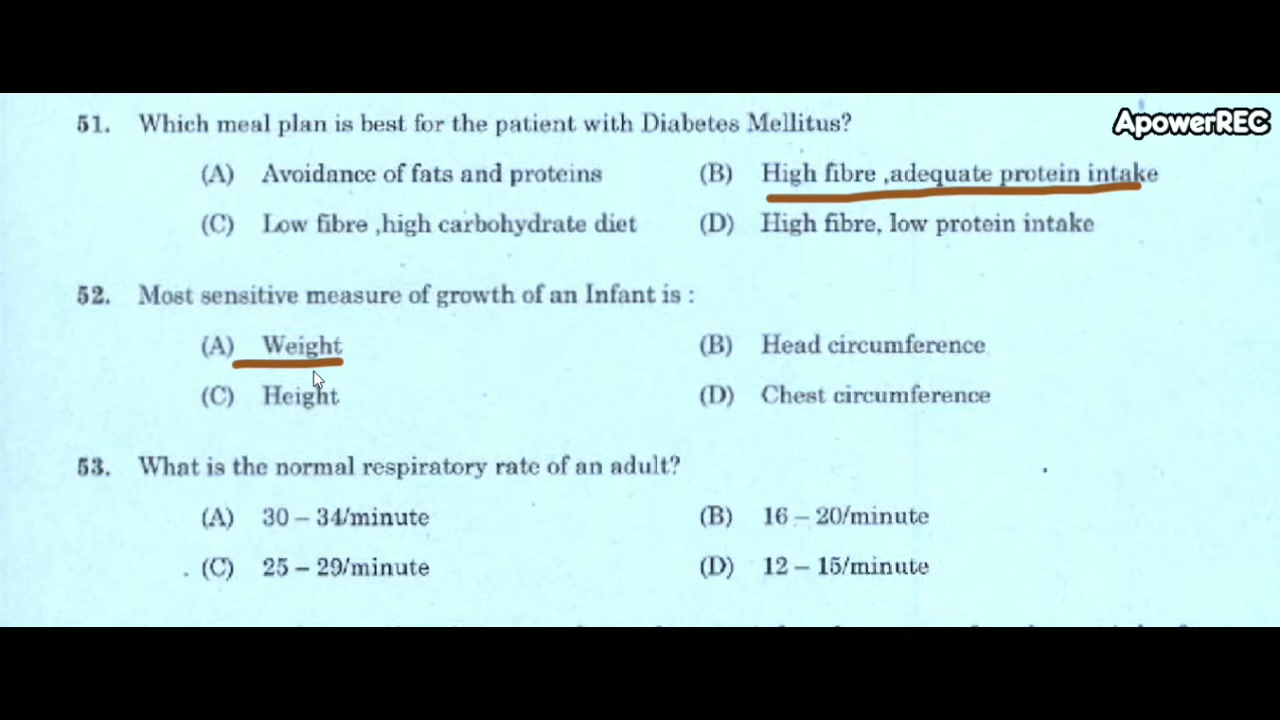 ApowerREC
51. Which meal plan is best for the patient with Diabetes Mellitus?
(A) Avoidance of fats and proteins (B) High fibre ,adequate protein intake
(C) Low fibre ,high carbohydrate diet (D) High fibre, low protein intake
52. Most sensitive measure of growth of an Infant is :
(A) Weight (B) Head circumference
(C) Height (D) Chest circumference
53. What is the normal respiratory rate of an adult?
(A) 30 – 34/minute (B) 16 – 20/minute
(C) 25 – 29/minute (D) 12 – 15/minute